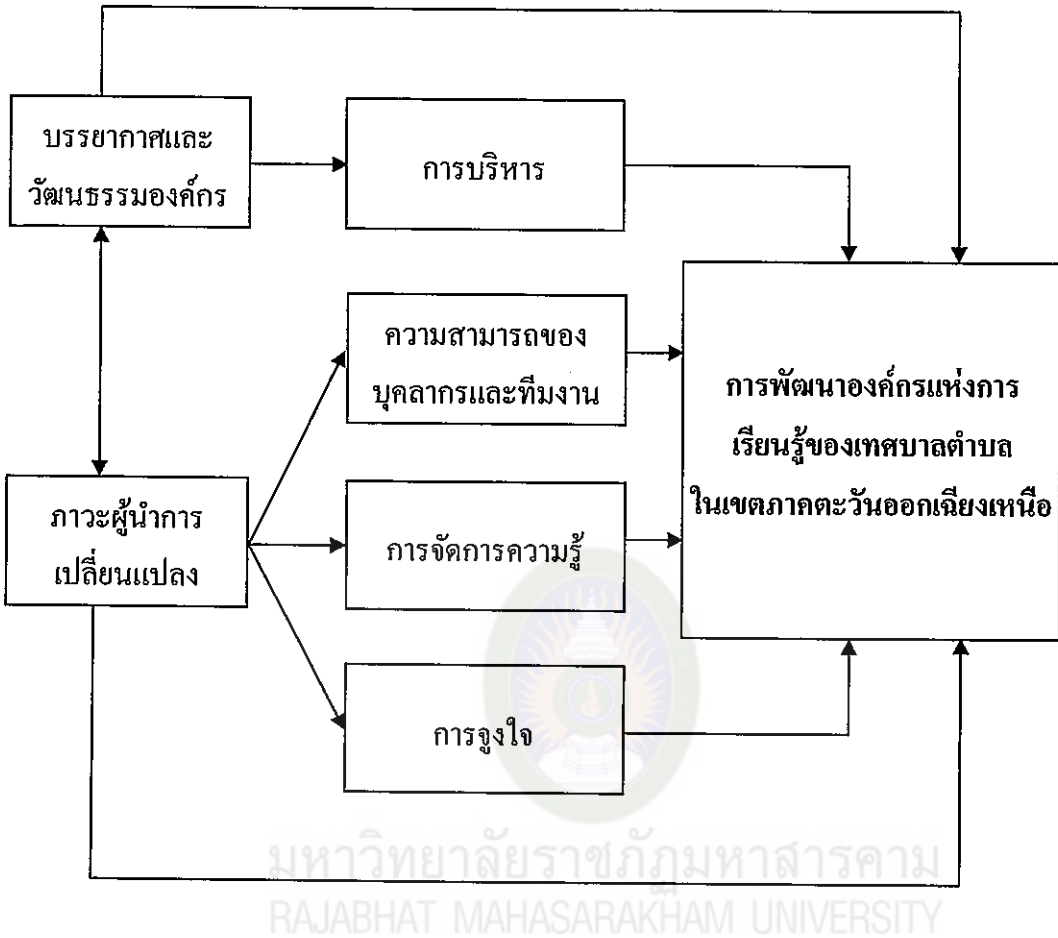 บรรยากาศและ
วัฒนธรรมองค์กร
การบริหาร
ความสามารถของ
บุคลากรและทีมงาน
การพัฒนาองค์กรแห่งการ
เรียนรู้ของเทศบาลตำบล
ในเขตภาคตะวันออกเฉียงเหนือ
ภาวะผู้นำการ
เปลี่ยนแปลง
การจัดการความรู้
การจูงใจ
มหาวิทยาลัยราชภัฏมหาสารคาม
RAJABHAT MAHASARAKHAM UNIVERSITY